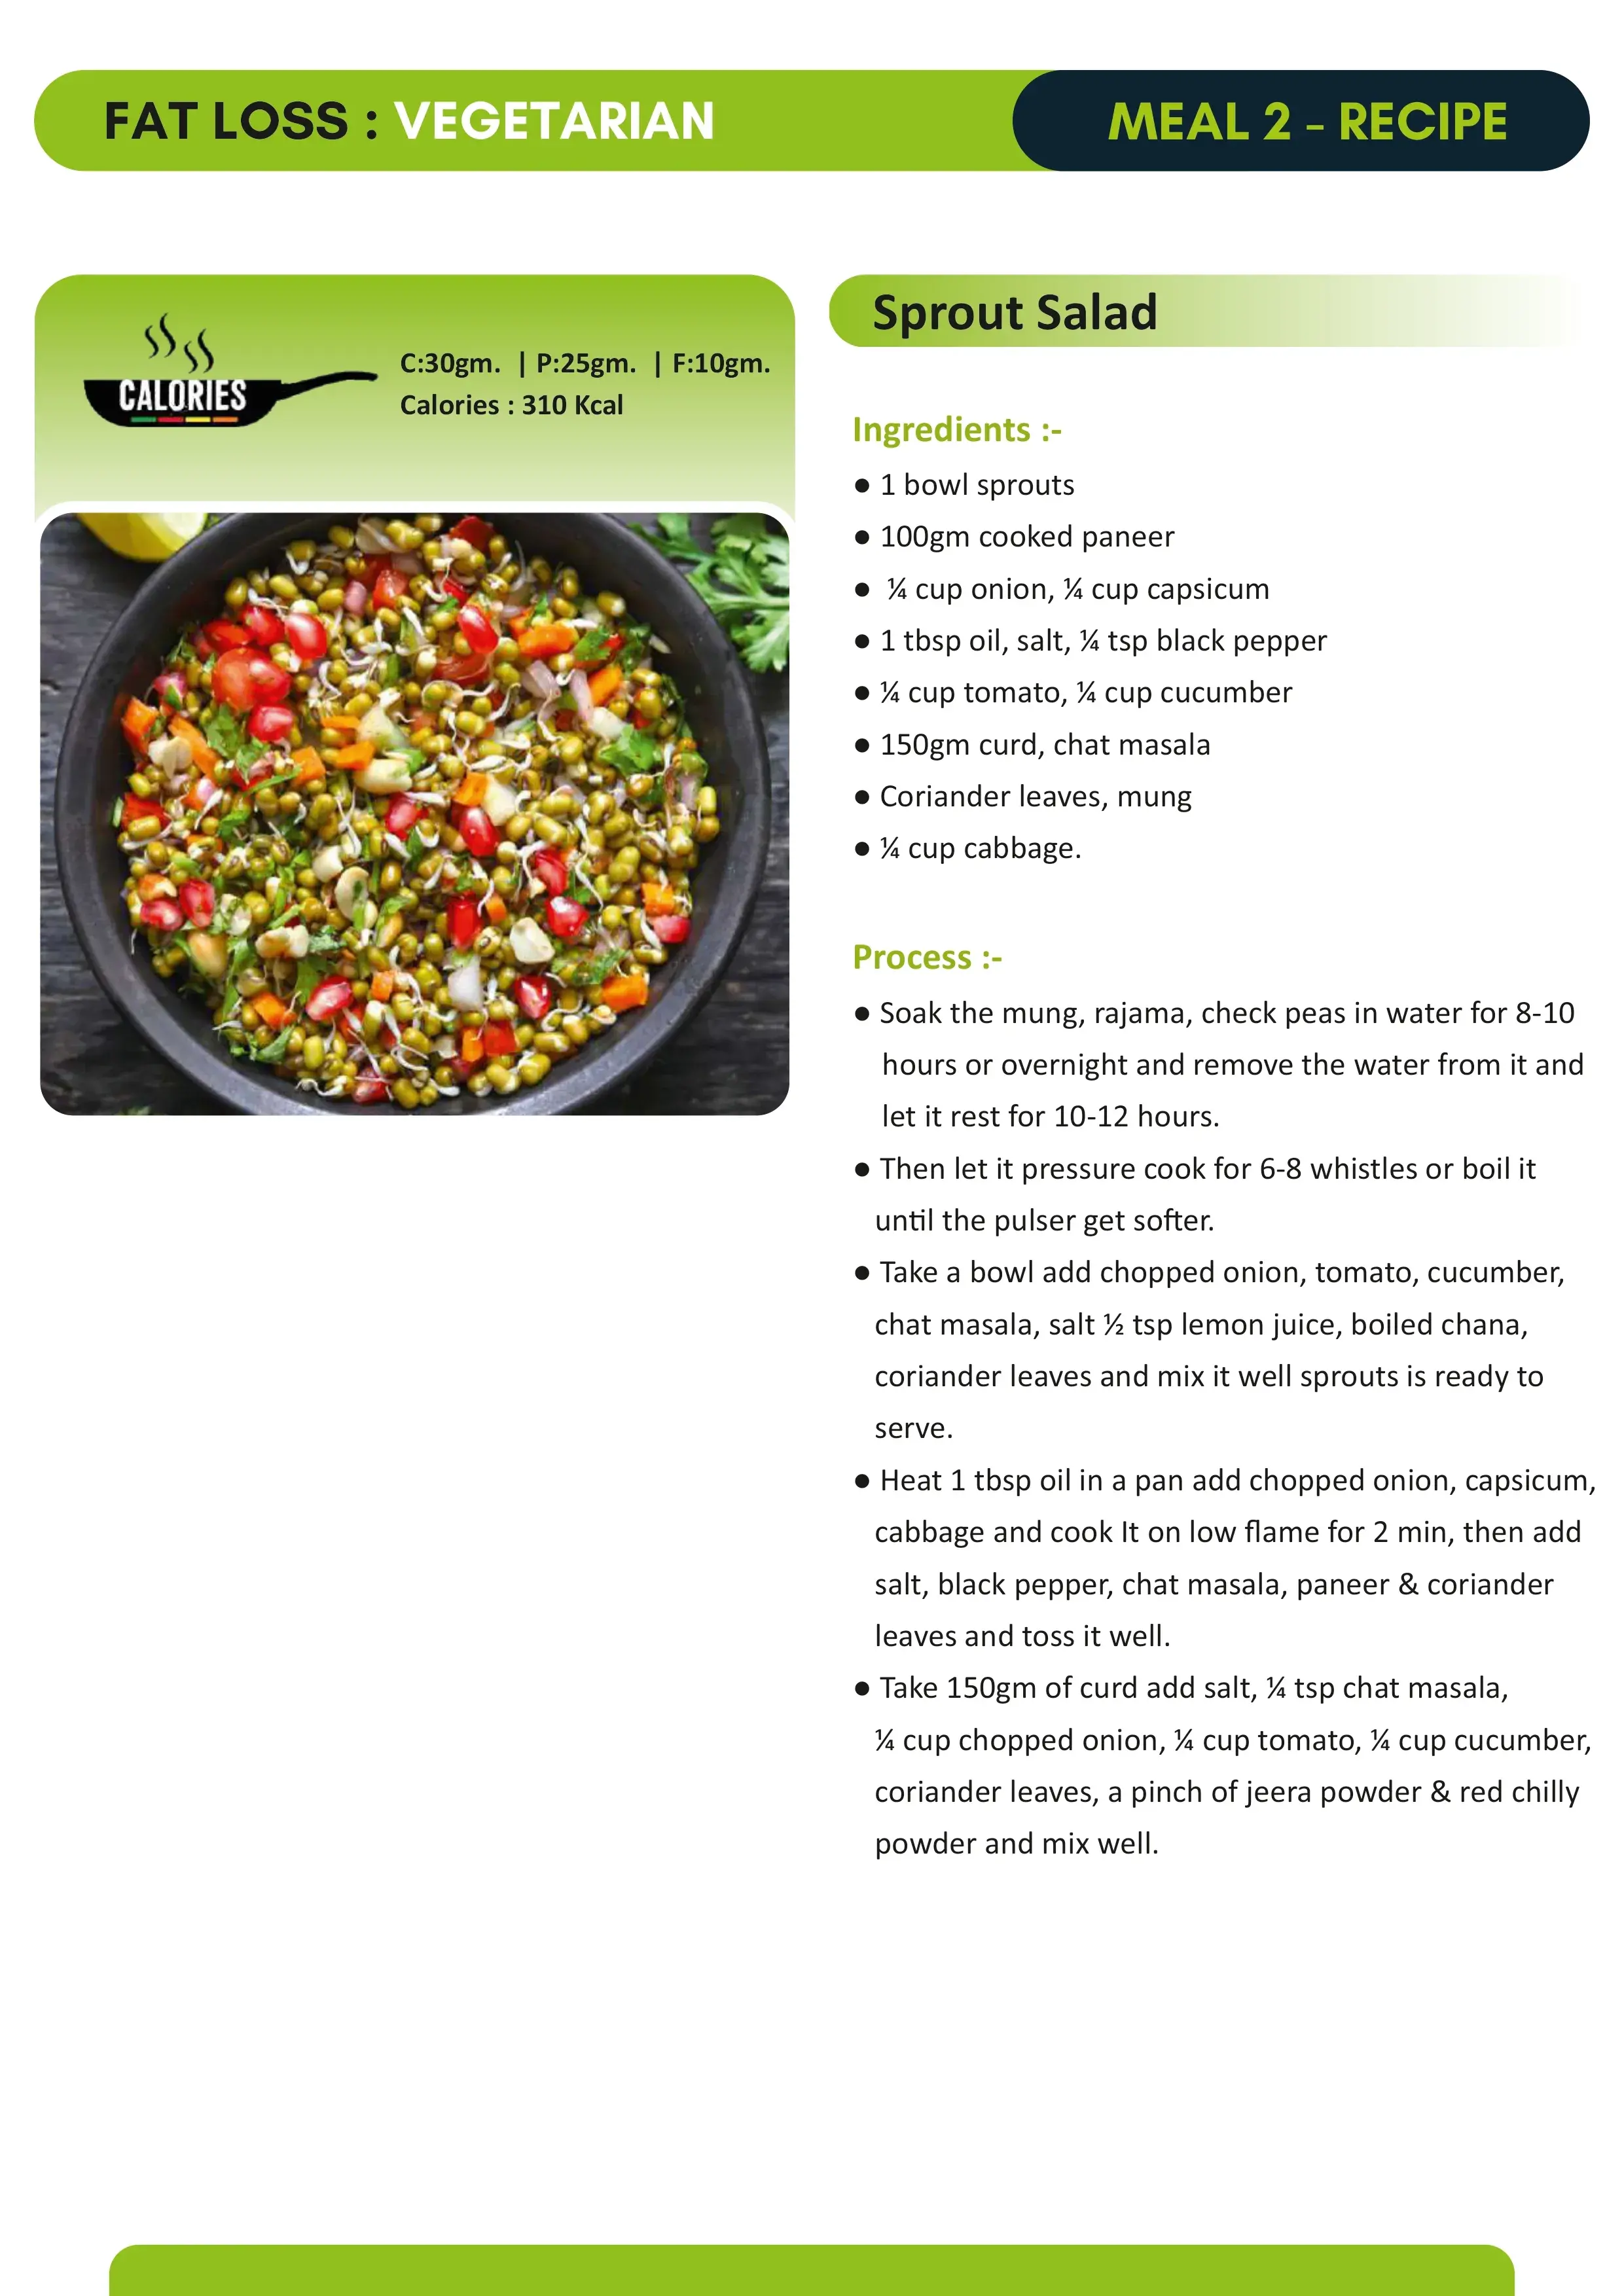 FAT LOSS : VEGETARIAN
MEAL 2 - RECIPE
CALORIES
C:30gm. | P:25gm. | F:10gm.
Calories : 310 Kcal
Sprout Salad
Ingredients :-
● 1 bowl sprouts
● 100gm cooked paneer
● ¼ cup onion, ¼ cup capsicum
● 1 tbsp oil, salt, ¼ tsp black pepper
● ¼ cup tomato, ¼ cup cucumber
● 150gm curd, chat masala
● Coriander leaves, mung
● ¼ cup cabbage.
Process :-
● Soak the mung, rajama, check peas in water for 8-10
hours or overnight and remove the water from it and
let it rest for 10-12 hours.
● Then let it pressure cook for 6-8 whistles or boil it
until the pulser get softer.
● Take a bowl add chopped onion, tomato, cucumber,
chat masala, salt ½ tsp lemon juice, boiled chana,
coriander leaves and mix it well sprouts is ready to
serve.
● Heat 1 tbsp oil in a pan add chopped onion, capsicum,
cabbage and cook It on low flame for 2 min, then add
salt, black pepper, chat masala, paneer & coriander
leaves and toss it well.
● Take 150gm of curd add salt, ¼ tsp chat masala,
¼ cup chopped onion, ¼ cup tomato, ¼ cup cucumber,
coriander leaves, a pinch of jeera powder & red chilly
powder and mix well.